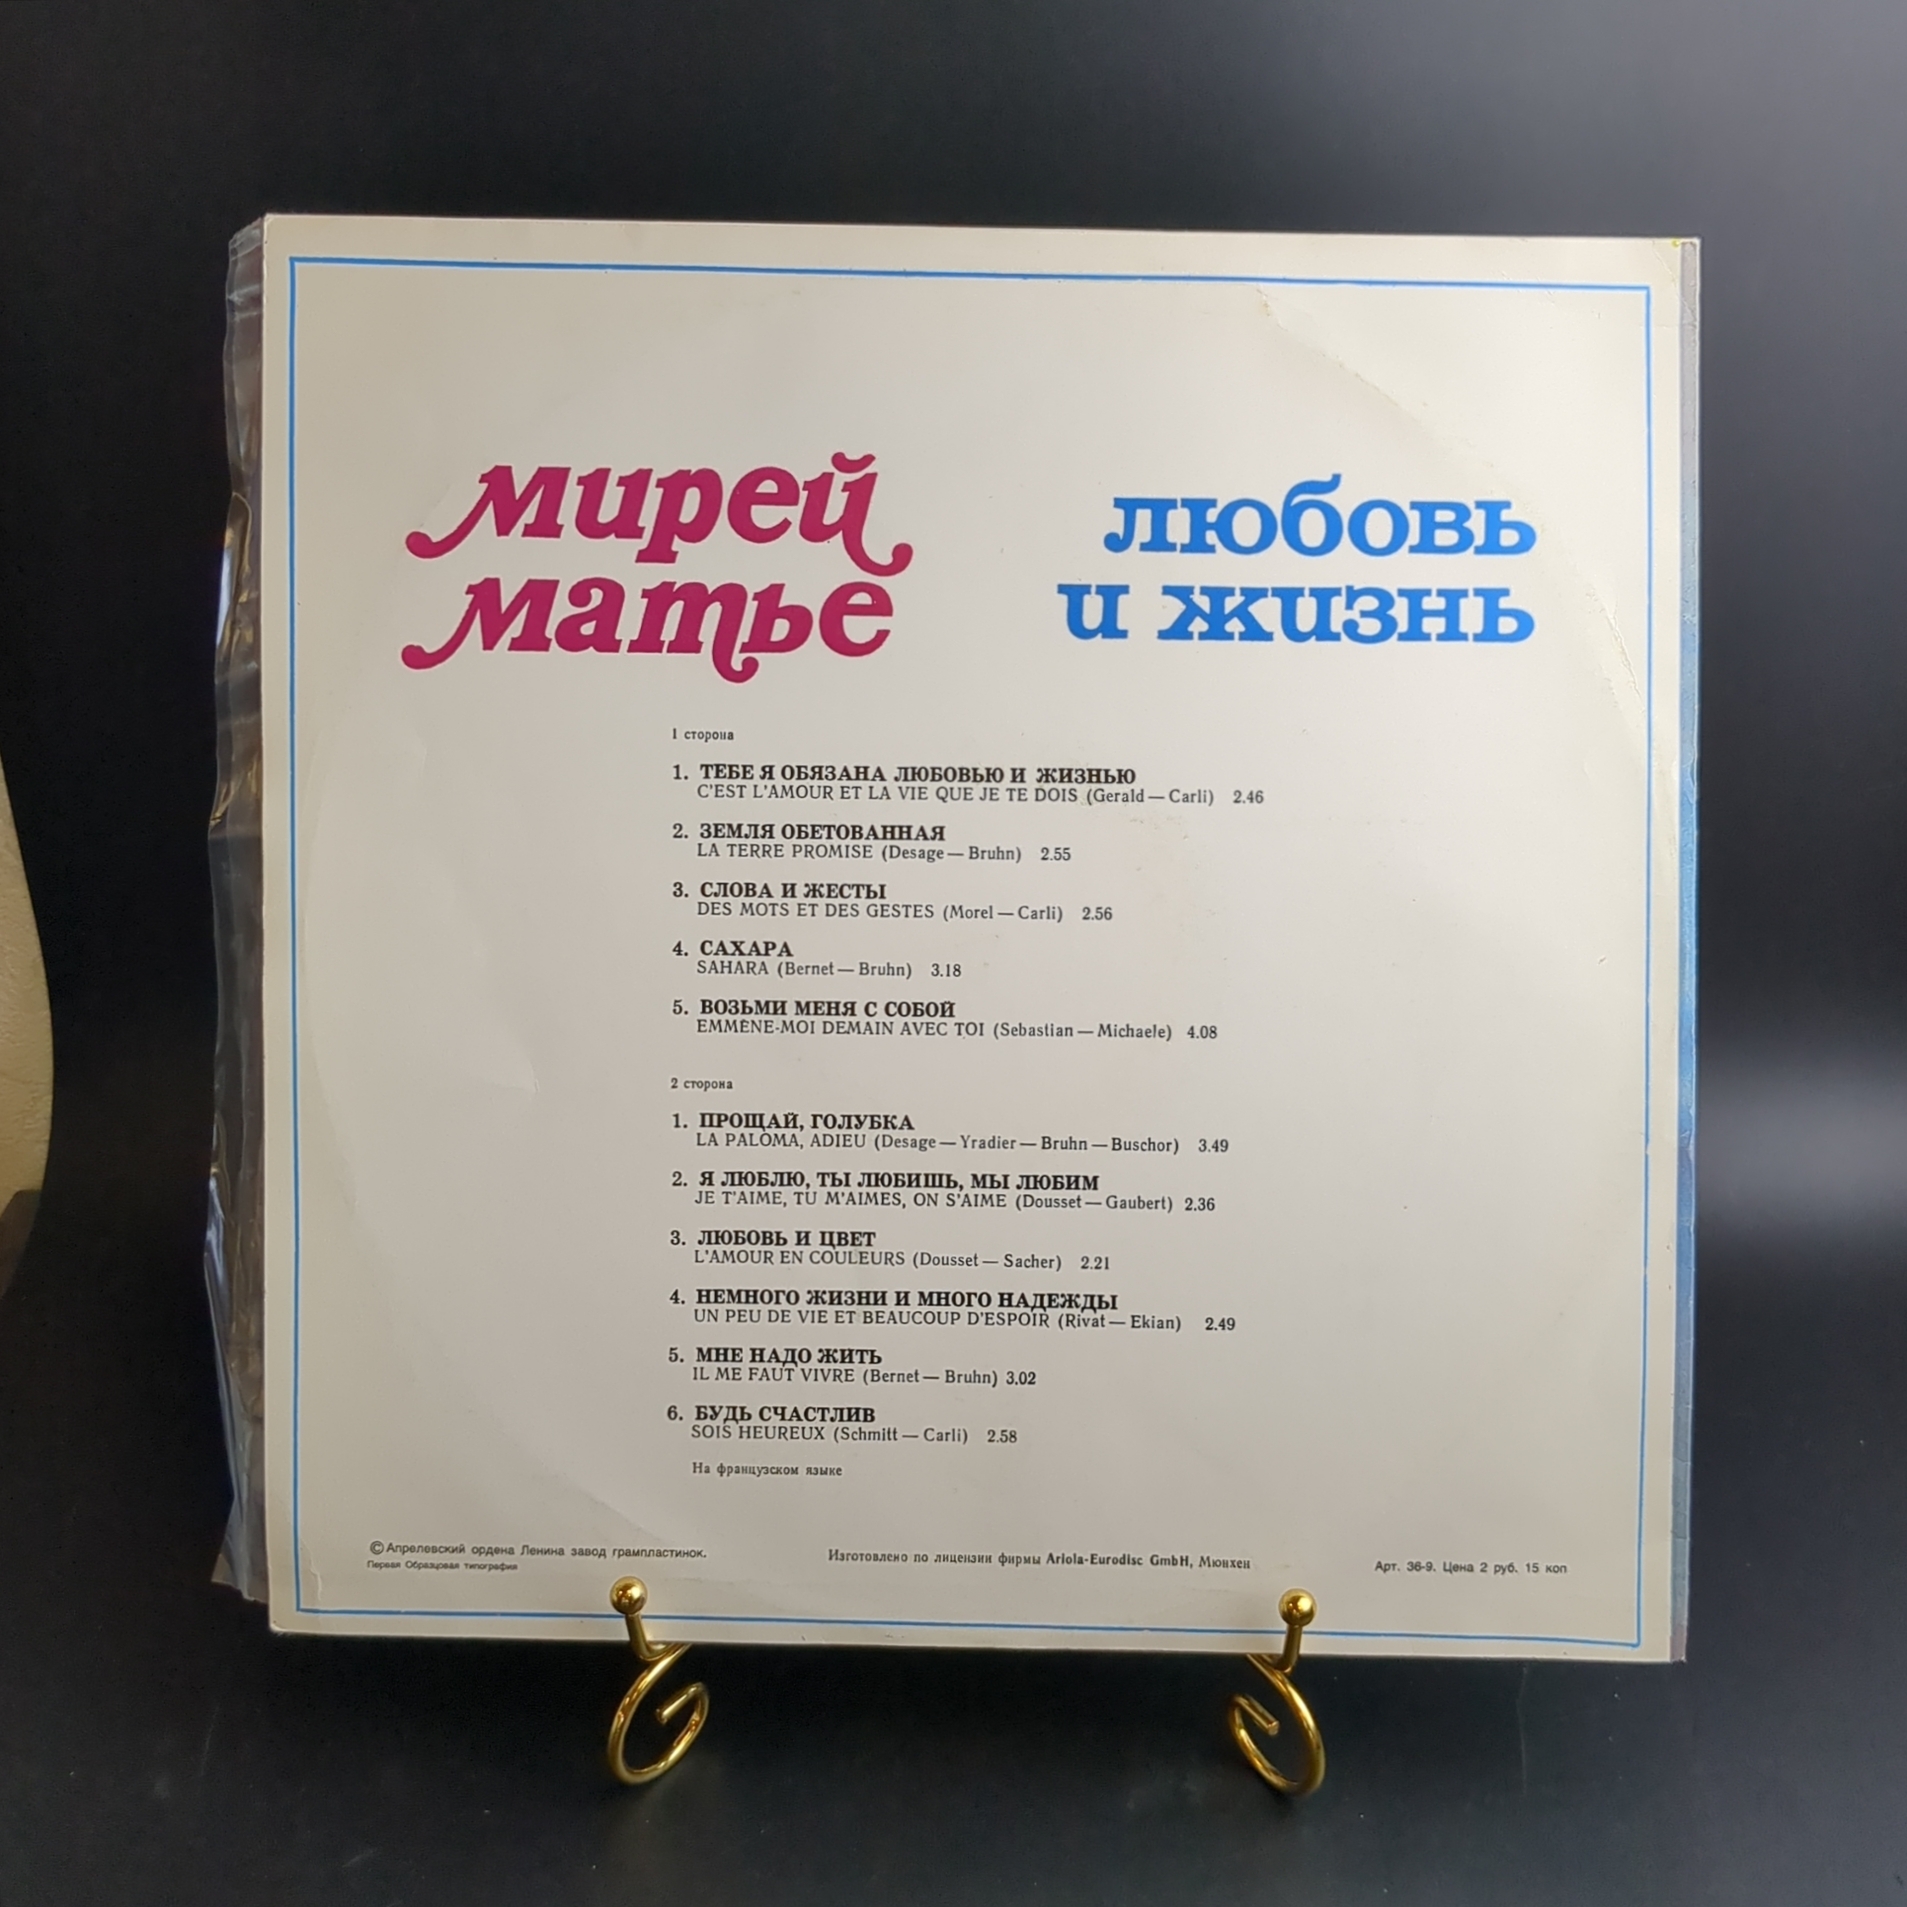 мирей
матье
любовь
и жизнь
1 сторона
1. ТЕБЕ Я ОБЯЗАНА ЛЮБОВЬЮ И ЖИЗНЬЮ
C'EST L'AMOUR ET LA VIE QUE JE TE DOIS (Gerald — Carli) 2.46
2. ЗЕМЛЯ ОБЕТОВАННАЯ
LA TERRE PROMISE (Desage — Bruhn) 2.55
3. СЛОВА И ЖЕСТЫ
DES MOTS ET DES GESTES (Morel — Carli) 2.56
4. САХАРА
SAHARA (Bernet — Bruhn) 3.18
5. ВОЗЬМИ МЕНЯ С СОБОЙ
EMMÈNE-MOI DEMAIN AVEC TOI (Sebastian — Michaele) 4.08
2 сторона
1. ПРОЩАЙ, ГОЛУБКА
LA PALOMA, ADIEU (Desage — Yradier — Bruhn — Buschor) 3.49
2. Я ЛЮБЛЮ, ТЫ ЛЮБИШЬ, МЫ ЛЮБИМ
JE T'AIME, TU M'AIMES, ON S'AIME (Dousset — Gaubert) 2.36
3. ЛЮБОВЬ И ЦВЕТ
L'AMOUR EN COULEURS (Dousset — Sacher) 2.21
4. НЕМНОГО ЖИЗНИ И МНОГО НАДЕЖДЫ
UN PEU DE VIE ET BEAUCOUP D'ESPOIR (Rivat — Ekian) 2.49
5. МНЕ НАДО ЖИТЬ
IL ME FAUT VIVRE (Bernet — Bruhn) 3.02
6. БУДЬ СЧАСТЛИВ
SOIS HEUREUX (Schmitt — Carli) 2.58
На французском языке
© Апрелевский ордена Ленина завод грампластинок.
Первая Образцовая типография
Изготовлено по лицензии фирмы Ariola-Eurodisc GmbH, Мюнхен
Арт. 36-9. Цена 2 руб. 15 коп